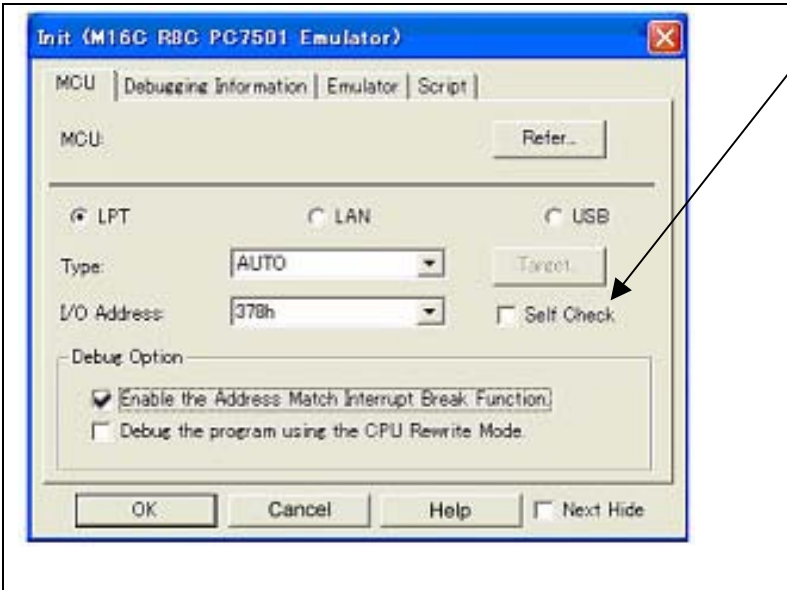 Init (M16C R8C PC7501 Emulator)
MCU Debugging Information Emulator Script
MCU: Refer...
LPT LAN USB
Type: AUTO Target...
I/O Address: 378h Self Check
Debug Option
Enable the Address Match Interrupt Break Function.
Debug the program using the CPU Rewrite Mode.
OK Cancel Help Next Hide